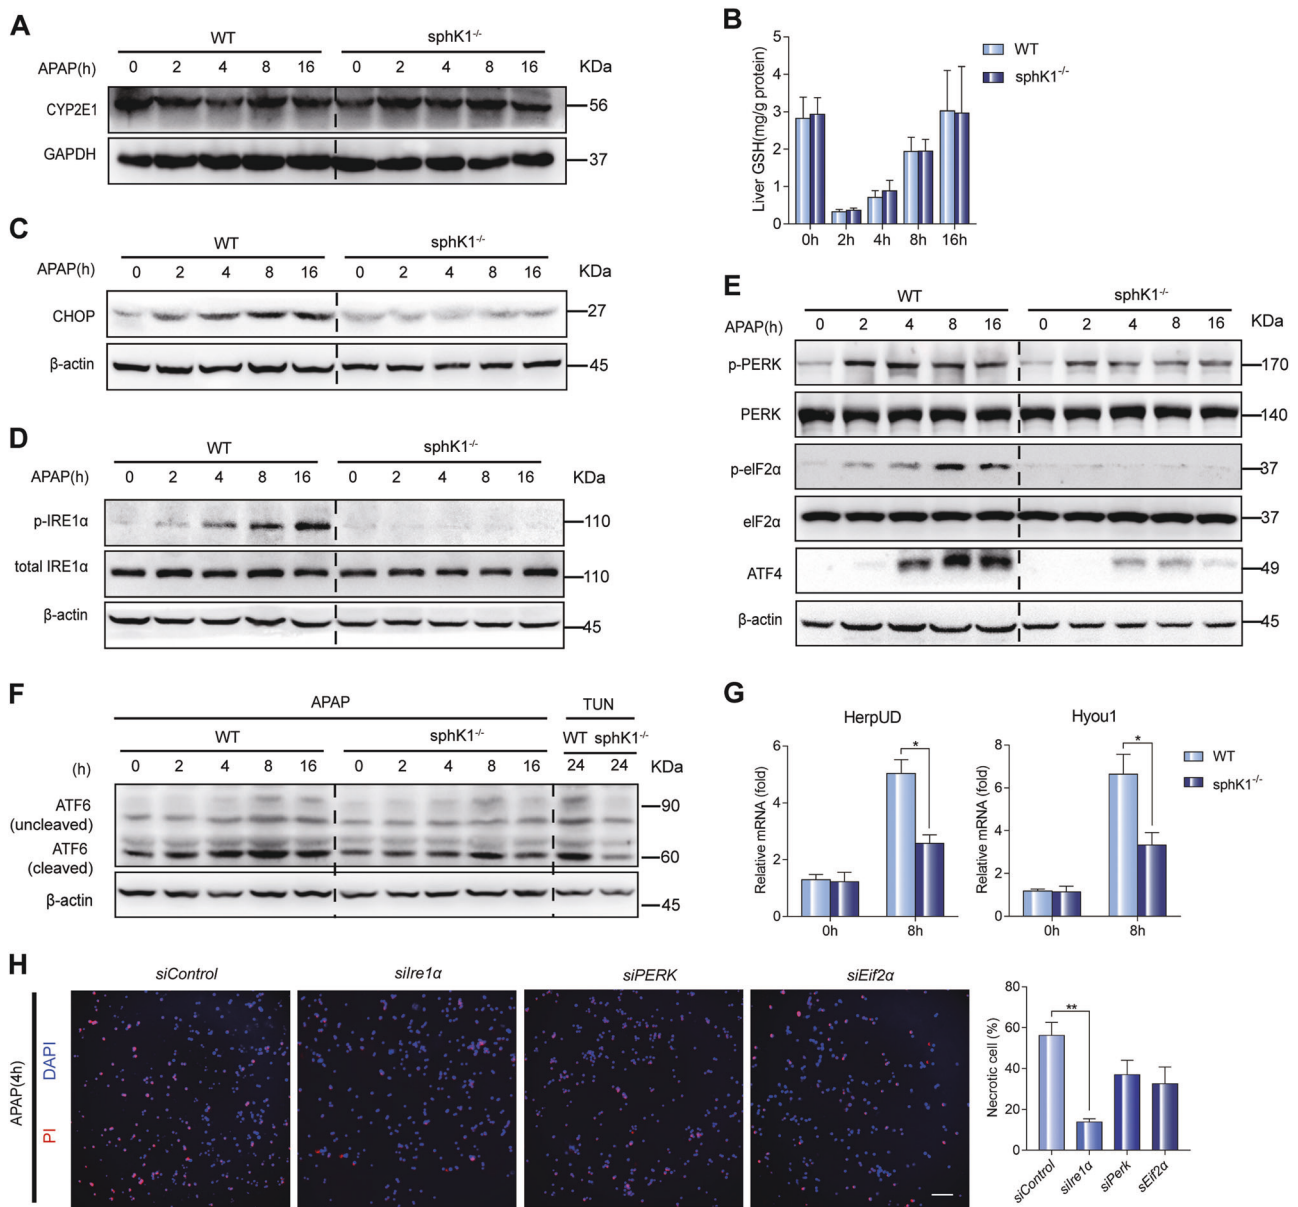 A
WT sphK1-/-
APAP(h) 0 2 4 8 16 0 2 4 8 16 KDa
CYP2E1 56
GAPDH 37
B
WT
sphK1-/-
Liver GSH(mg/g protein)
5
4
3
2
1
0
0h 2h 4h 8h 16h
C
WT sphK1-/-
APAP(h) 0 2 4 8 16 0 2 4 8 16 KDa
CHOP 27
β-actin 45
D
WT sphK1-/-
APAP(h) 0 2 4 8 16 0 2 4 8 16 KDa
p-IRE1α 110
total IRE1α 110
β-actin 45
E
WT sphK1-/-
APAP(h) 0 2 4 8 16 0 2 4 8 16 KDa
p-PERK 170
PERK 140
p-eIF2α 37
eIF2α 37
ATF4 49
β-actin 45
F
APAP TUN
WT sphK1-/- WT sphK1-/-
(h) 0 2 4 8 16 0 2 4 8 16 24 24 KDa
ATF6 90
(uncleaved)
ATF6 60
(cleaved)
β-actin 45
G
HerpUD
Relative mRNA (fold)
6
4
2
0
*
0h 8h
Hyou1
Relative mRNA (fold)
8
6
4
2
0
*
0h 8h
WT
sphK1-/-
H
siControl siIre1α siPERK siEif2α
APAP(4h)
PI DAPI
Necrotic cell (%)
80
60
40
20
0
**
siControl siIre1α siPerk sEif2α